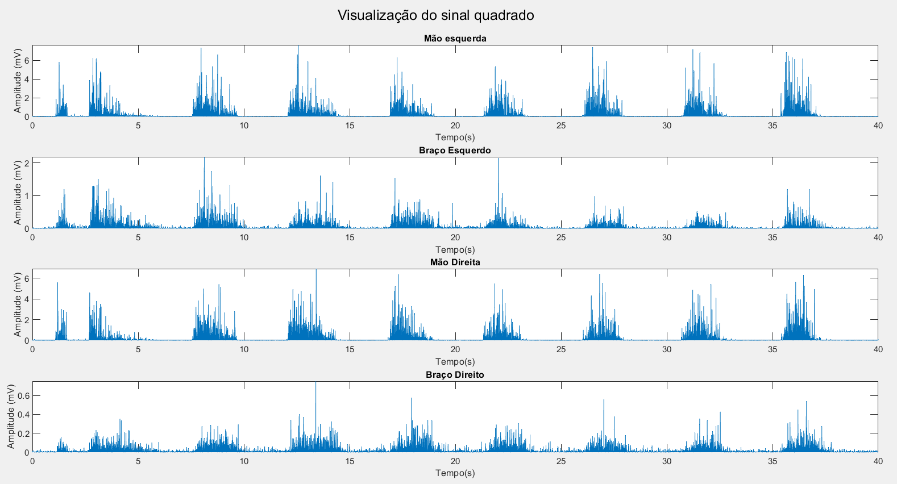 Visualização do sinal quadrado
Mão esquerda
Amplitude (mV)
6
4
2
0
0 5 10 15 20 25 30 35 40
Tempo(s)
Braço Esquerdo
Amplitude (mV)
2
1
0
0 5 10 15 20 25 30 35 40
Tempo(s)
Mão Direita
Amplitude (mV)
6
4
2
0
0 5 10 15 20 25 30 35 40
Tempo(s)
Braço Direito
Amplitude (mV)
0.6
0.4
0.2
0
0 5 10 15 20 25 30 35 40
Tempo(s)